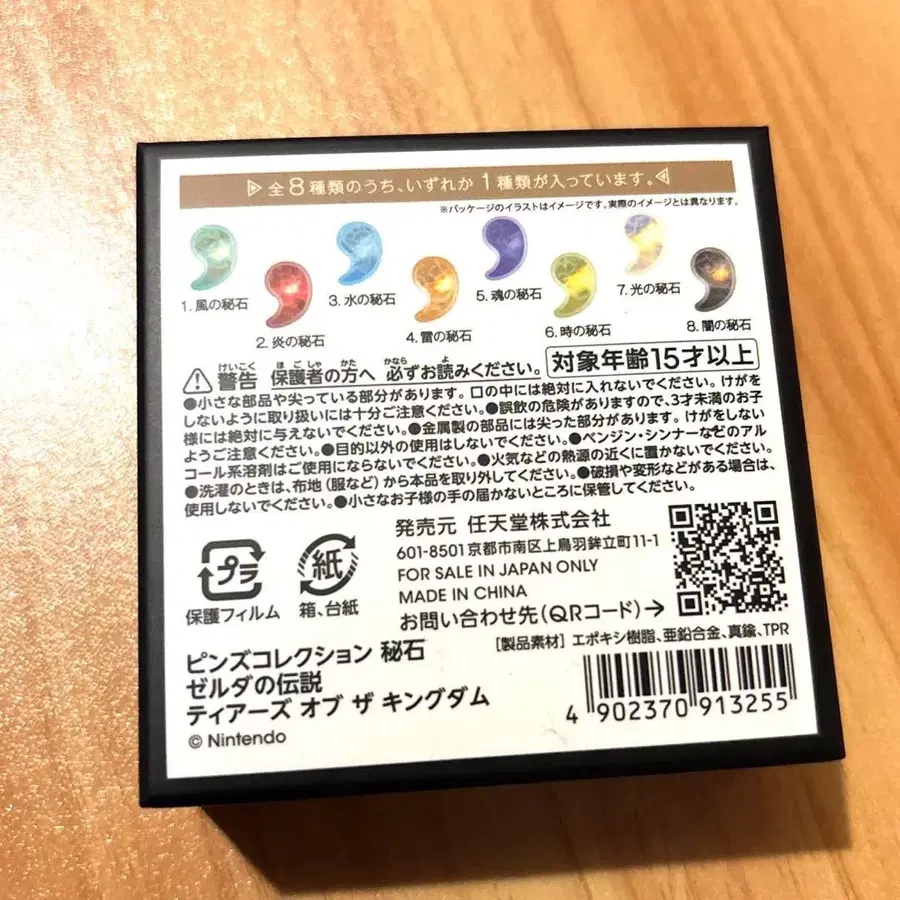 全8種類のうち、いずれか1種類が入っています。
※パッケージのイラストはイメージです。実際のイメージとは異なります。
1. 風の秘石
2. 炎の秘石
3. 水の秘石
4. 雷の秘石
5. 魂の秘石
6. 時の秘石
7. 光の秘石
8. 闇の秘石
けいこく ほごしゃ かた かなら よ
警告 保護者の方へ 必ずお読みください。 対象年齢15才以上
●小さな部品や尖っている部分があります。口の中には絶対に入れないでください。けがを
しないように取り扱いには十分ご注意ください。●誤飲の危険がありますので、3才未満のお子
様には絶対に与えないでください。●金属製の部品には尖った部分があります。けがをしない
ようご注意ください。●目的以外の使用はしないでください。●ベンジン・シンナーなどのアル
コール系溶剤はご使用にならないでください。●火気などの熱源の近くに置かないでください。
●洗濯のときは、布地（服など）から本品を取り外してください。●破損や変形などがある場合は、
使用しないでください。●小さなお子様の手の届かないところに保管してください。
プラ
保護フィルム
紙
箱、台紙
発売元 任天堂株式会社
601-8501 京都市南区上鳥羽鉾立町11-1
FOR SALE IN JAPAN ONLY
MADE IN CHINA
お問い合わせ先（QRコード）→
[製品素材] エポキシ樹脂、亜鉛合金、真鍮、TPR
ピンズコレクション 秘石
ゼルダの伝説
ティアーズ オブ ザ キングダム
© Nintendo
4 902370 913255